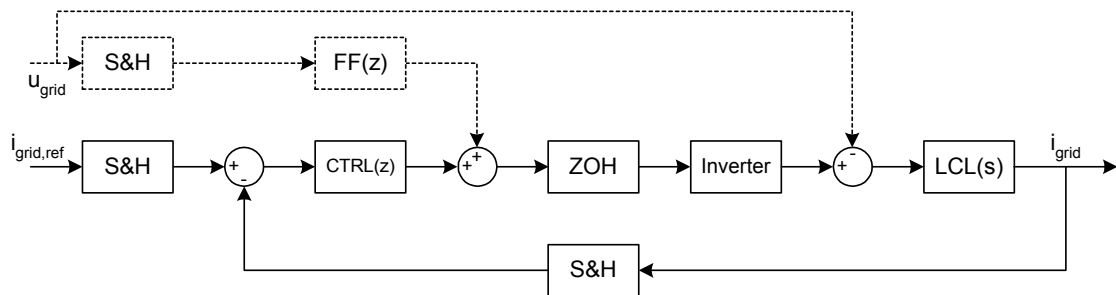 S&H
FF(z)
u_grid
i_grid,ref
S&H
+
-
CTRL(z)
+
+
ZOH
Inverter
+
-
LCL(s)
i_grid
S&H